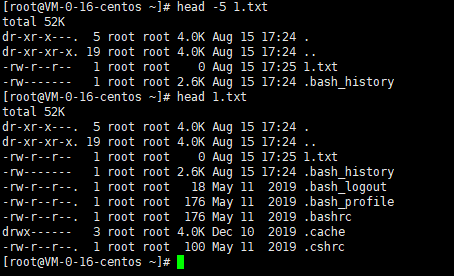 [root@VM-0-16-centos ~]# head -5 1.txt
total 52K
dr-xr-x---.  5 root root 4.0K Aug 15 17:24 .
dr-xr-xr-x. 19 root root 4.0K Aug 15 17:24 ..
-rw-r--r--   1 root root    0 Aug 15 17:25 1.txt
-rw-------   1 root root 2.6K Aug 15 17:24 .bash_history
[root@VM-0-16-centos ~]# head 1.txt
total 52K
dr-xr-x---.  5 root root 4.0K Aug 15 17:24 .
dr-xr-xr-x. 19 root root 4.0K Aug 15 17:24 ..
-rw-r--r--   1 root root    0 Aug 15 17:25 1.txt
-rw-------   1 root root 2.6K Aug 15 17:24 .bash_history
-rw-r--r--.  1 root root   18 May 11  2019 .bash_logout
-rw-r--r--.  1 root root  176 May 11  2019 .bash_profile
-rw-r--r--.  1 root root  176 May 11  2019 .bashrc
drwx------   3 root root 4.0K Dec 10  2019 .cache
-rw-r--r--.  1 root root  100 May 11  2019 .cshrc
[root@VM-0-16-centos ~]#